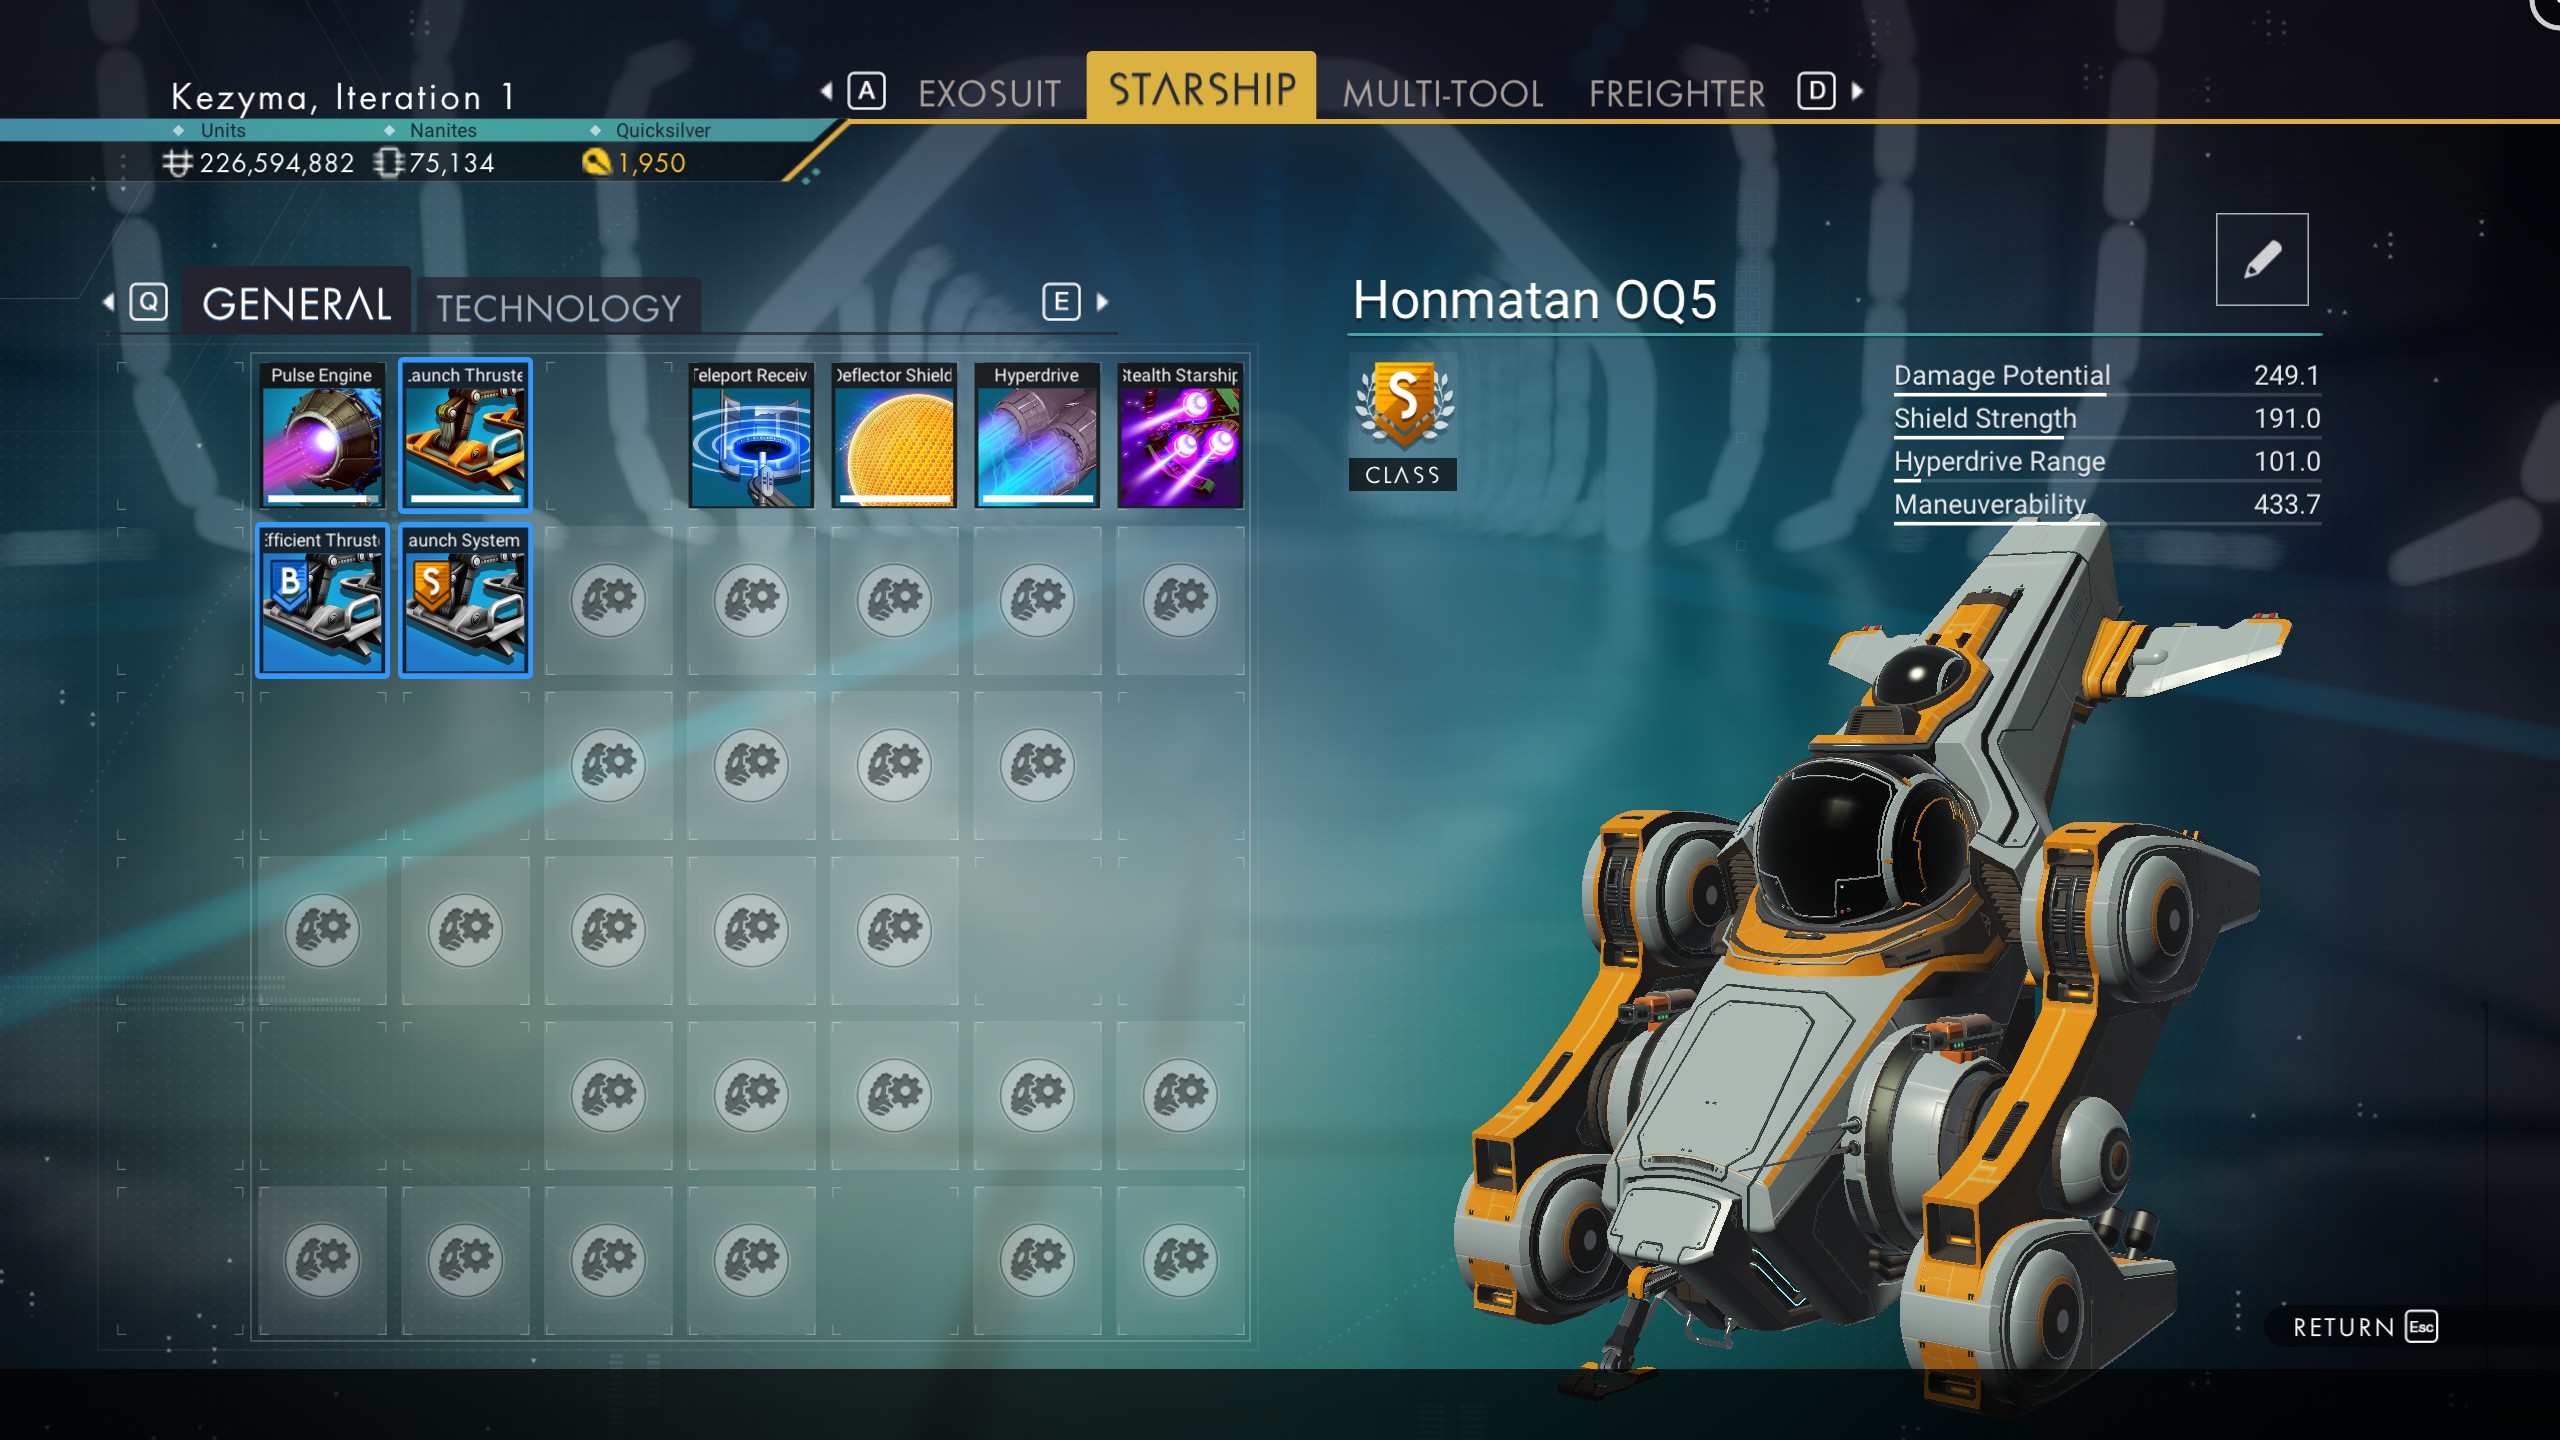 Kezyma, Iteration 1
Units Nanites Quicksilver
226,594,882 75,134 1,950
A EXOSUIT STARSHIP MULTI-TOOL FREIGHTER D
Q GENERAL TECHNOLOGY E
Honmatan OQ5
Pulse Engine
Launch Thruste
Teleport Receiv
Deflector Shield
Hyperdrive
Stealth Starship
Efficient Thrust
B
Launch System
S
S
CLASS
Damage Potential 249.1
Shield Strength 191.0
Hyperdrive Range 101.0
Maneuverability 433.7
RETURN Esc